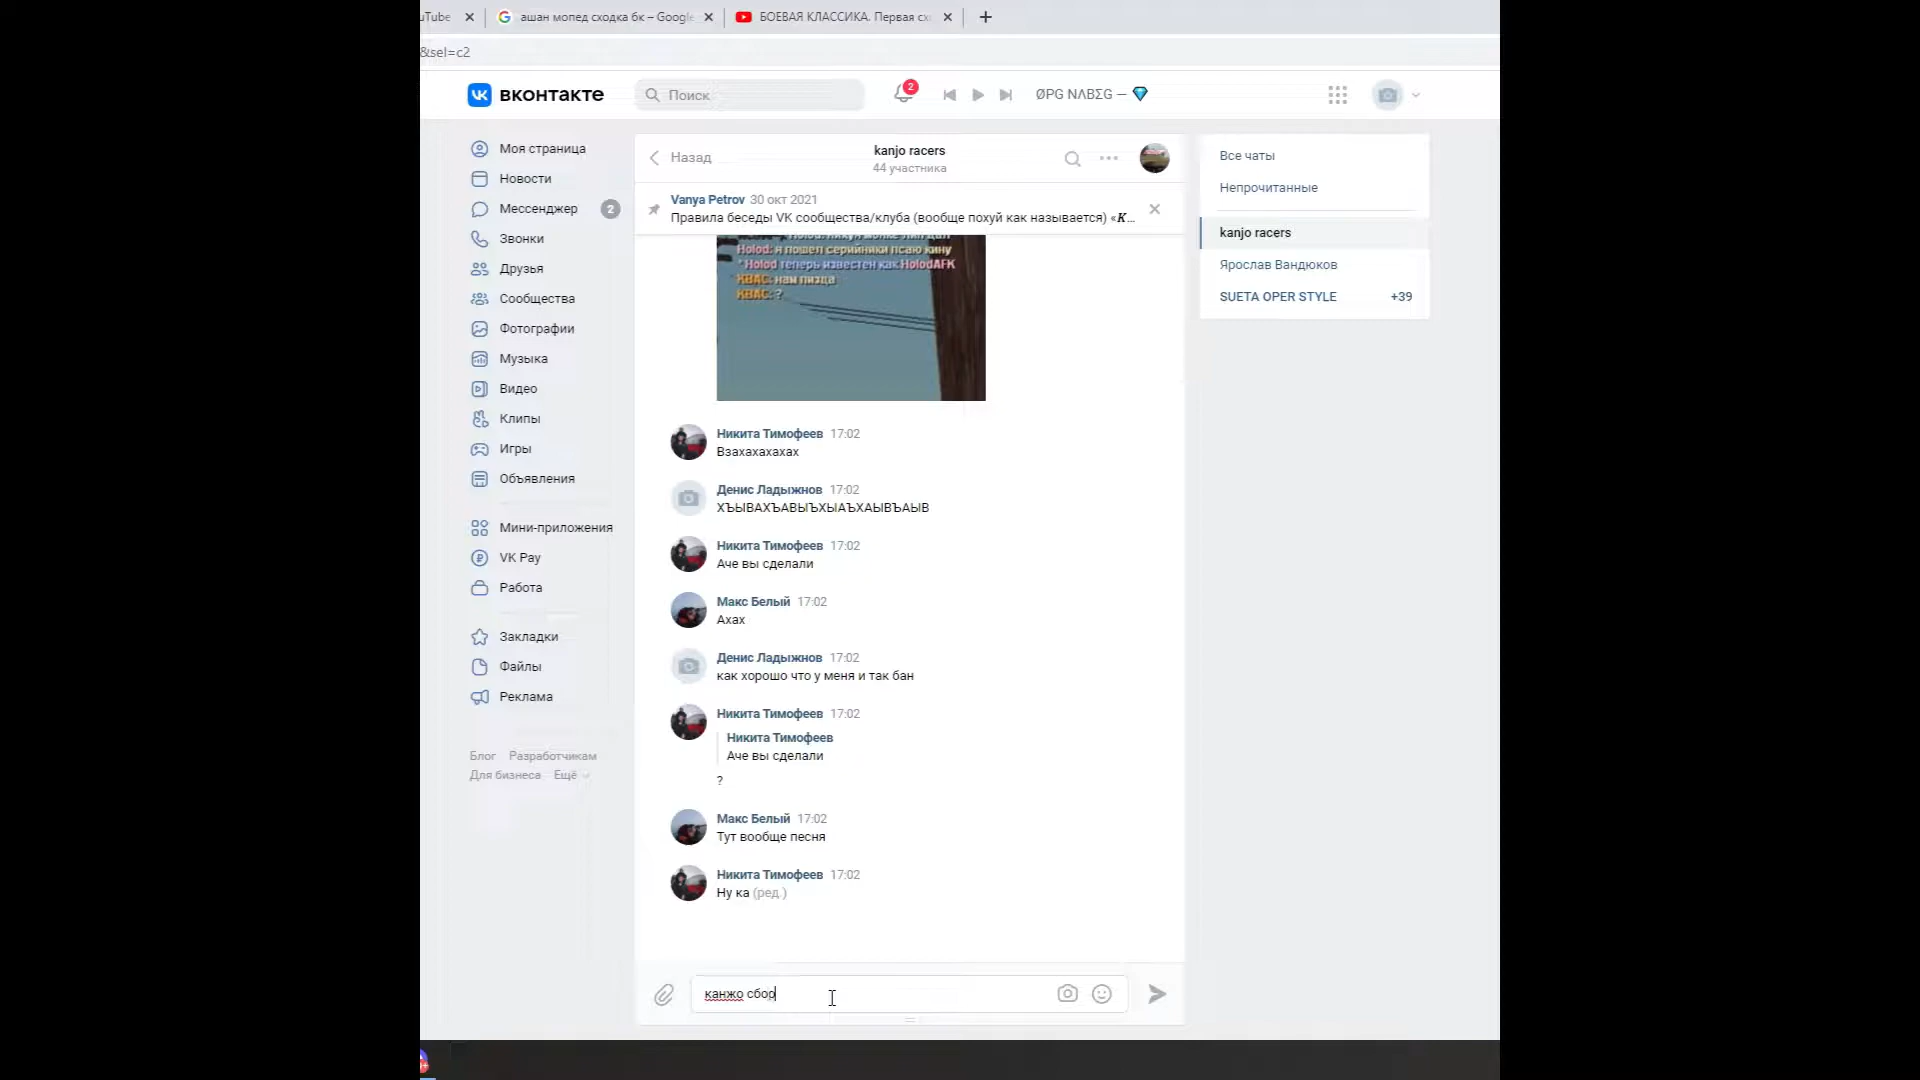 uTube
ашан мопед сходка бк – Google
БОЕВАЯ КЛАССИКА. Первая сх
&sel=c2
вконтакте
Поиск
2
ØPG NΛBΣG —
Моя страница
Новости
Мессенджер
2
Звонки
Друзья
Сообщества
Фотографии
Музыка
Видео
Клипы
Игры
Объявления
Мини-приложения
VK Pay
Работа
Закладки
Файлы
Реклама
Блог Разработчикам
Для бизнеса Ещё
Назад
kanjo racers
44 участника
Vanya Petrov 30 окт 2021
Правила беседы VK сообщества/клуба (вообще похуй как называется) «K...
Holod: я пошел серийники псаю кину
* Holod теперь известен как HolodAFK
КВАС: нам пизда
КВАС: ?
Никита Тимофеев 17:02
Взахахахахах
Денис Ладыжнов 17:02
ХЪЫВАХЪАВЫЪХЫАЪХАЫВЪАЫВ
Никита Тимофеев 17:02
Аче вы сделали
Макс Белый 17:02
Ахах
Денис Ладыжнов 17:02
как хорошо что у меня и так бан
Никита Тимофеев 17:02
Никита Тимофеев
Аче вы сделали
?
Макс Белый 17:02
Тут вообще песня
Никита Тимофеев 17:02
Ну ка (ред.)
канжо сбор
Все чаты
Непрочитанные
kanjo racers
Ярослав Вандюков
SUETA OPER STYLE +39